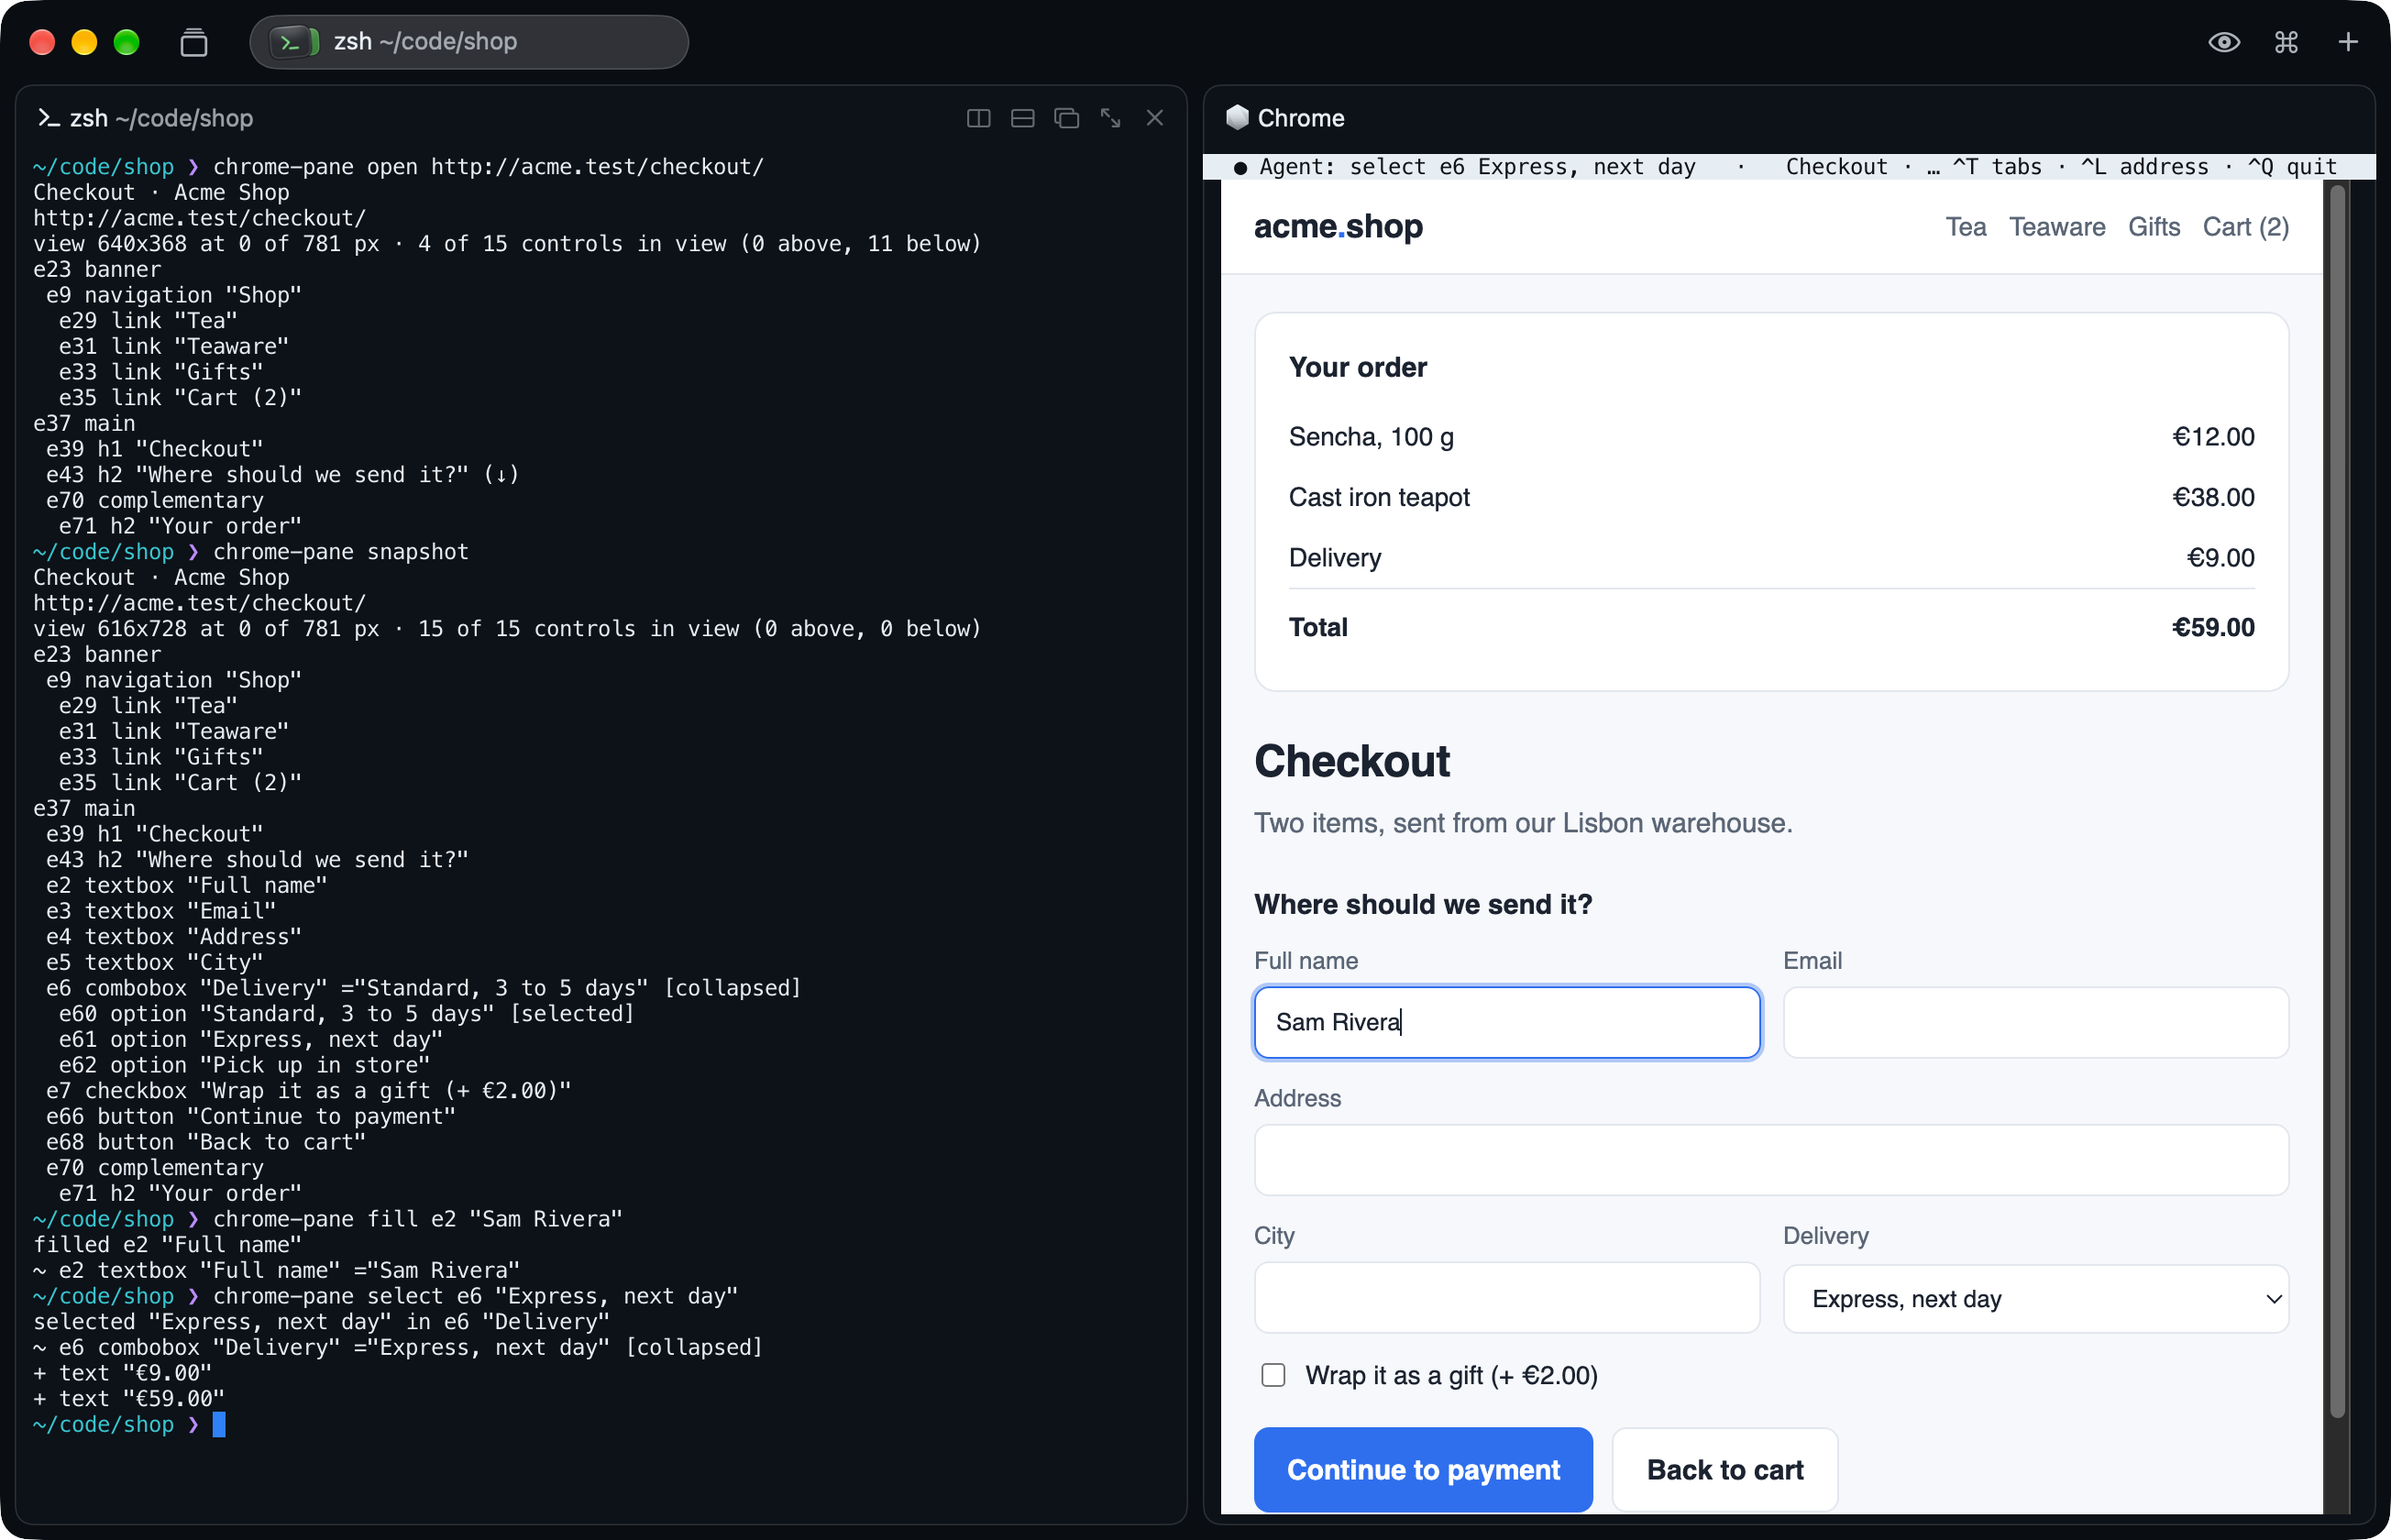 zsh ~/code/shop
zsh ~/code/shop
~/code/shop ❯ chrome-pane open http://acme.test/checkout/
Checkout · Acme Shop
http://acme.test/checkout/
view 640x368 at 0 of 781 px · 4 of 15 controls in view (0 above, 11 below)
e23 banner
e9 navigation "Shop"
e29 link "Tea"
e31 link "Teaware"
e33 link "Gifts"
e35 link "Cart (2)"
e37 main
e39 h1 "Checkout"
e43 h2 "Where should we send it?" (↓)
e70 complementary
e71 h2 "Your order"
~/code/shop ❯ chrome-pane snapshot
Checkout · Acme Shop
http://acme.test/checkout/
view 616x728 at 0 of 781 px · 15 of 15 controls in view (0 above, 0 below)
e23 banner
e9 navigation "Shop"
e29 link "Tea"
e31 link "Teaware"
e33 link "Gifts"
e35 link "Cart (2)"
e37 main
e39 h1 "Checkout"
e43 h2 "Where should we send it?"
e2 textbox "Full name"
e3 textbox "Email"
e4 textbox "Address"
e5 textbox "City"
e6 combobox "Delivery" ="Standard, 3 to 5 days" [collapsed]
e60 option "Standard, 3 to 5 days" [selected]
e61 option "Express, next day"
e62 option "Pick up in store"
e7 checkbox "Wrap it as a gift (+ €2.00)"
e66 button "Continue to payment"
e68 button "Back to cart"
e70 complementary
e71 h2 "Your order"
~/code/shop ❯ chrome-pane fill e2 "Sam Rivera"
filled e2 "Full name"
~ e2 textbox "Full name" ="Sam Rivera"
~/code/shop ❯ chrome-pane select e6 "Express, next day"
selected "Express, next day" in e6 "Delivery"
~ e6 combobox "Delivery" ="Express, next day" [collapsed]
+ text "€9.00"
+ text "€59.00"
~/code/shop ❯
Chrome
● Agent: select e6 Express, next day · Checkout · … ^T tabs · ^L address · ^Q quit
acme.shop Tea Teaware Gifts Cart (2)
Your order
Sencha, 100 g €12.00
Cast iron teapot €38.00
Delivery €9.00
Total €59.00
Checkout
Two items, sent from our Lisbon warehouse.
Where should we send it?
Full name Email
Sam Rivera
Address
City Delivery
Express, next day
Wrap it as a gift (+ €2.00)
Continue to payment Back to cart